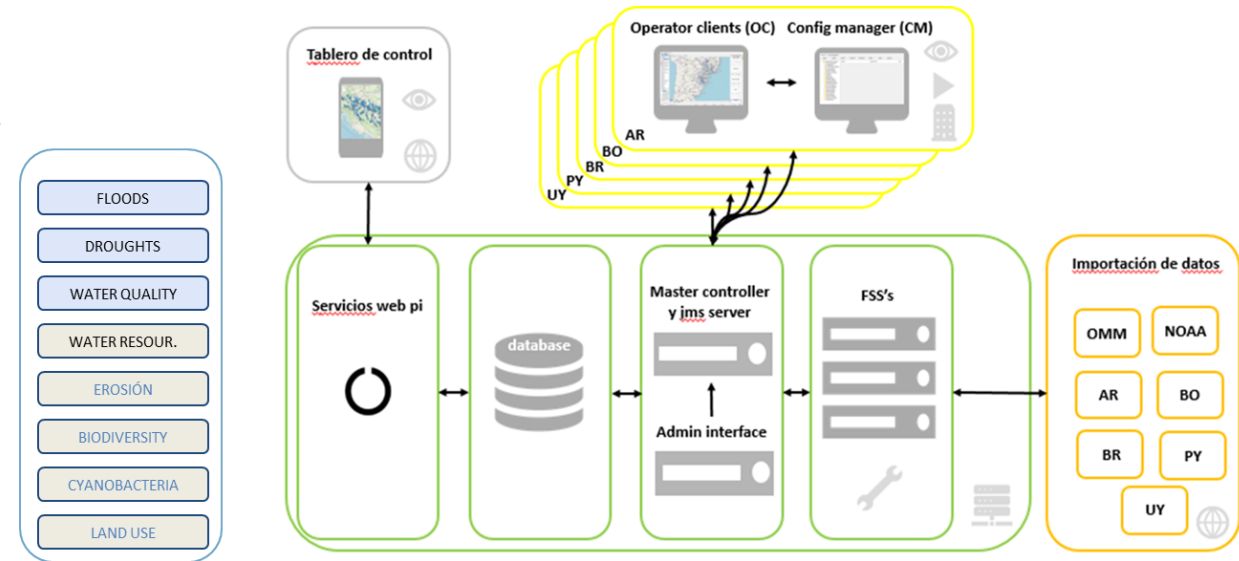 FLOODS
DROUGHTS
WATER QUALITY
WATER RESOUR.
EROSIÓN
BIODIVERSITY
CYANOBACTERIA
LAND USE
Tablero de control
Operator clients (OC)
Config manager (CM)
AR
BO
BR
PY
UY
Servicios web pi
database
Master controller
y jms server
Admin interface
FSS's
Importación de datos
OMM
NOAA
AR
BO
BR
PY
UY